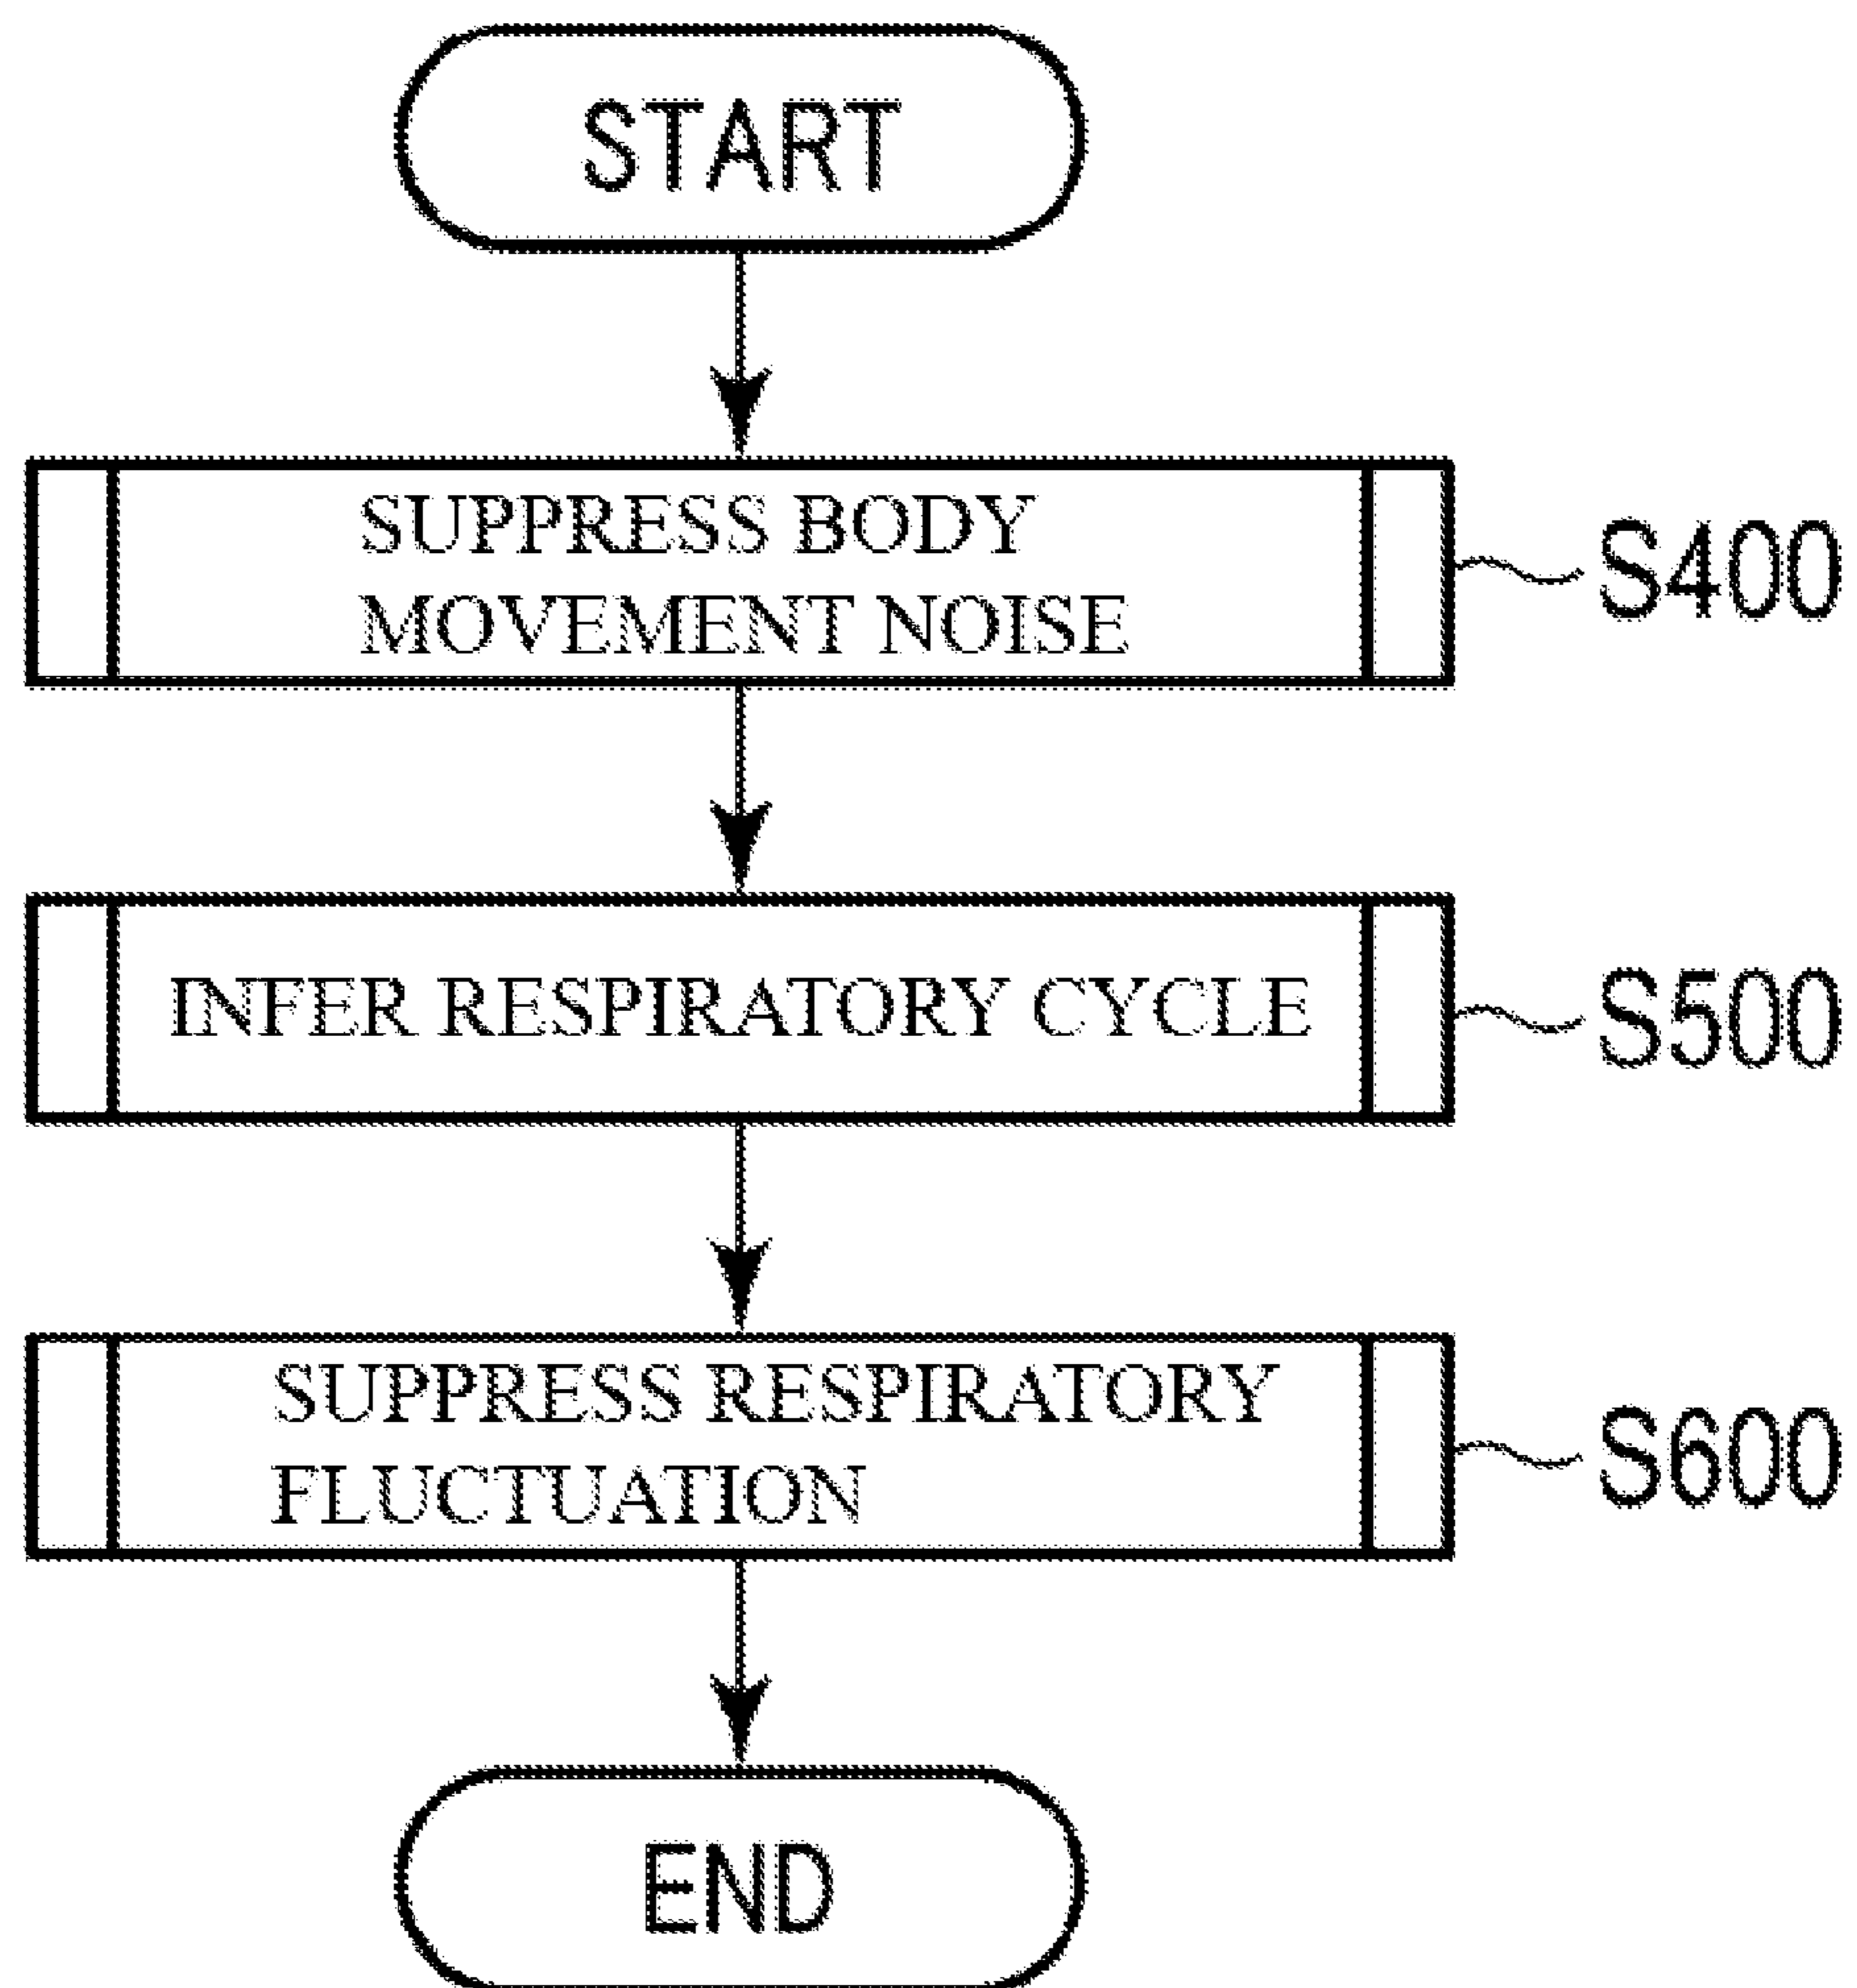 START
SUPPRESS BODY
MOVEMENT NOISE
S400
INFER RESPIRATORY CYCLE
S500
SUPPRESS RESPIRATORY
FLUCTUATION
S600
END